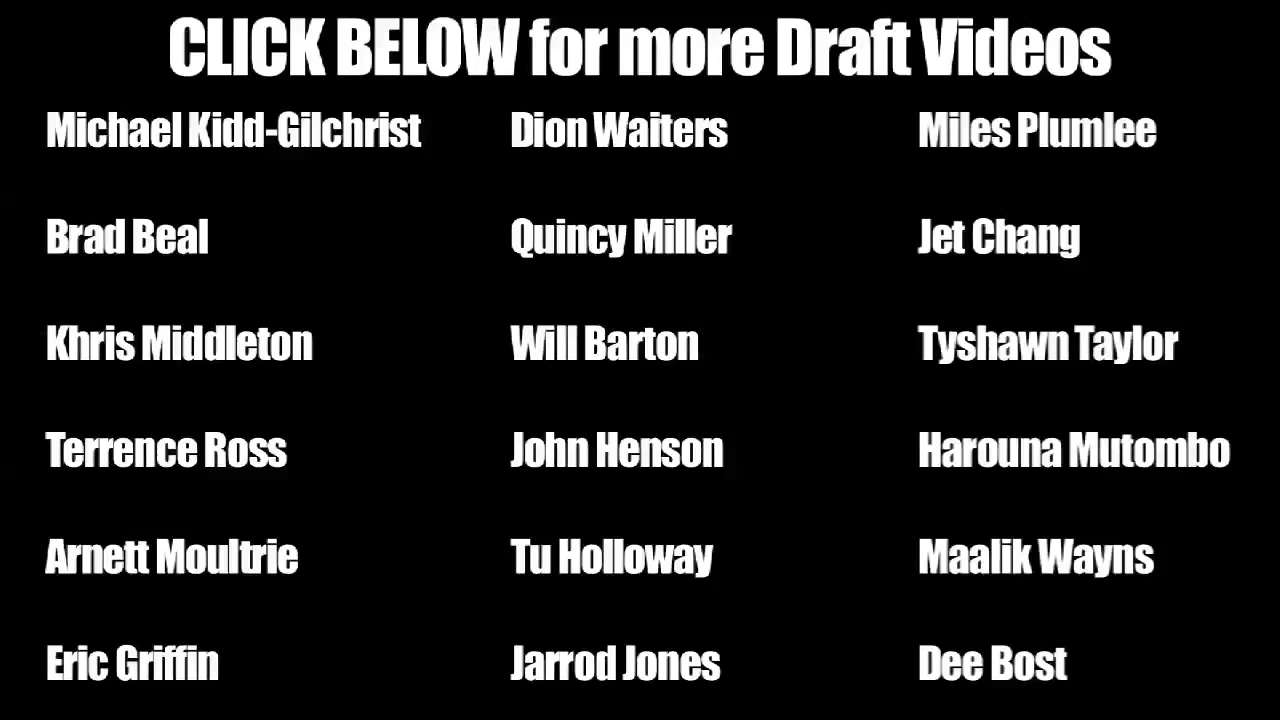 CLICK BELOW for more Draft Videos
Michael Kidd-Gilchrist
Dion Waiters
Miles Plumlee
Brad Beal
Quincy Miller
Jet Chang
Khris Middleton
Will Barton
Tyshawn Taylor
Terrence Ross
John Henson
Harouna Mutombo
Arnett Moultrie
Tu Holloway
Maalik Wayns
Eric Griffin
Jarrod Jones
Dee Bost